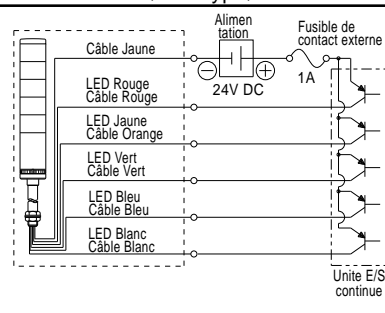 Alimen
tation
Fusible de
contact externe
Câble Jaune
24V DC
1A
LED Rouge
Câble Rouge
LED Jaune
Câble Orange
LED Vert
Câble Vert
LED Bleu
Câble Bleu
LED Blanc
Câble Blanc
Unite E/S
continue